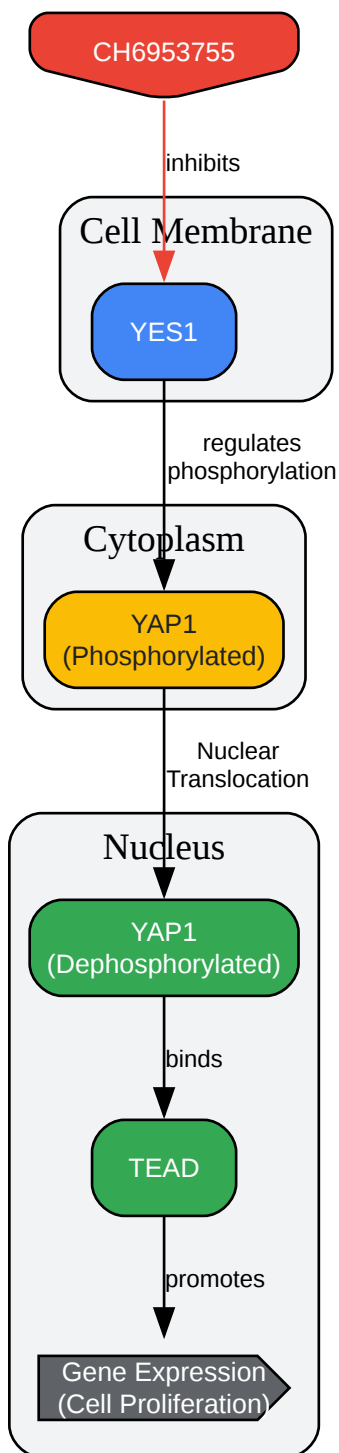 CH6953755
inhibits
Cell Membrane
YES1
regulates
phosphorylation
Cytoplasm
YAP1
(Phosphorylated)
Nuclear
Translocation
Nucleus
YAP1
(Dephosphorylated)
binds
TEAD
promotes
Gene Expression
(Cell Proliferation)